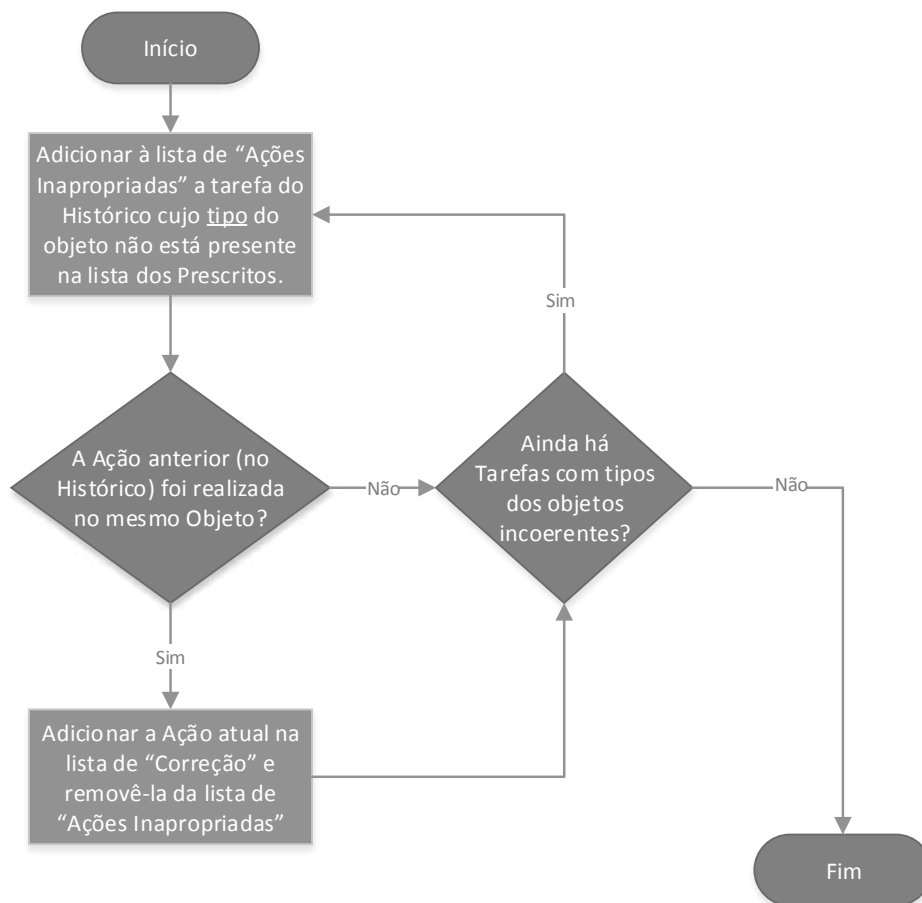 Início
Adicionar à lista de “Ações
Inapropriadas” a tarefa do
Histórico cujo tipo do
objeto não está presente
na lista dos Prescritos.
Sim
A Ação anterior (no
Histórico) foi realizada
no mesmo Objeto?
Não
Ainda há
Tarefas com tipos
dos objetos
incoerentes?
Não
Sim
Adicionar a Ação atual na
lista de “Correção” e
removê-la da lista de
“Ações Inapropriadas”
Fim